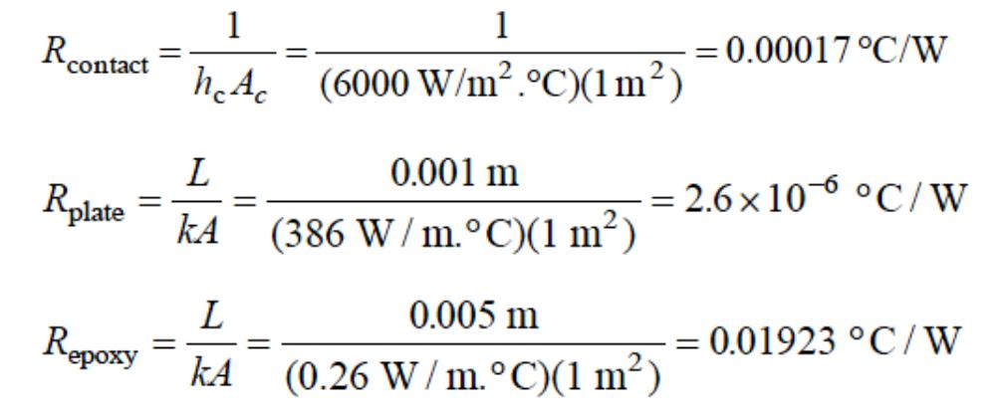 R_contact = 1 / (h_c A_c) = 1 / ((6000 W/m².°C)(1 m²)) = 0.00017 °C/W
R_plate = L / (kA) = 0.001 m / ((386 W / m.°C)(1 m²)) = 2.6×10⁻⁶ °C / W
R_epoxy = L / (kA) = 0.005 m / ((0.26 W / m.°C)(1 m²)) = 0.01923 °C / W